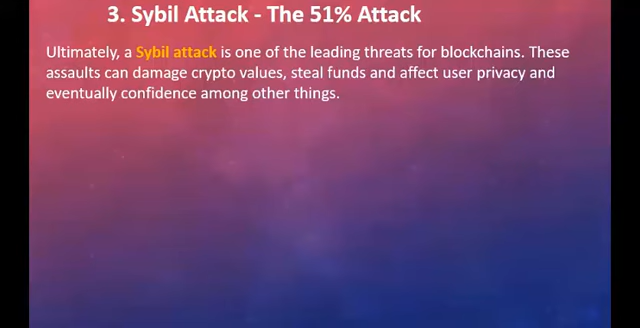 3. Sybil Attack - The 51% Attack
Ultimately, a Sybil attack is one of the leading threats for blockchains. These
assaults can damage crypto values, steal funds and affect user privacy and
eventually confidence among other things.